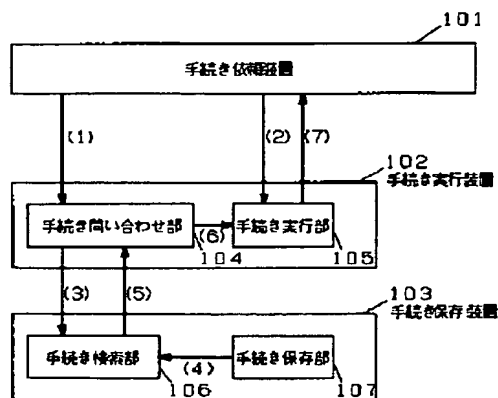 101
手続き依頼装置
(1)
(2)
(7)
102
手続き実行装置
手続き問い合わせ部
(6)
手続き実行部
104
105
(3)
(5)
103
手続き保存装置
手続き検索部
(4)
手続き保存部
106
107